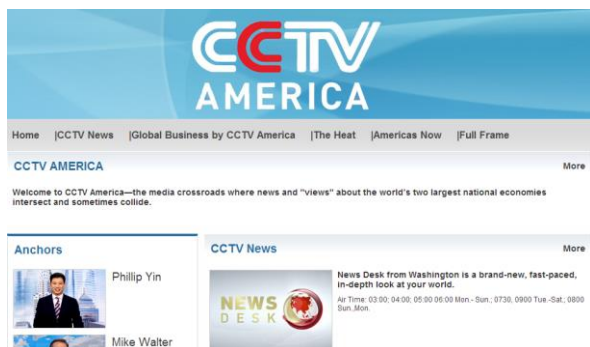 CCTV
AMERICA
Home |CCTV News |Global Business by CCTV America |The Heat |Americas Now |Full Frame
CCTV AMERICA More
Welcome to CCTV America—the media crossroads where news and "views" about the world's two largest national economies
intersect and sometimes collide.
Anchors
Phillip Yin
Mike Walter
CCTV News More
NEWS
DESK
News Desk from Washington is a brand-new, fast-paced,
in-depth look at your world.
Air Time: 03:00; 04:00; 05:00 06:00 Mon.- Sun.; 0730, 0900 Tue.-Sat.; 0800
Sun.,Mon.